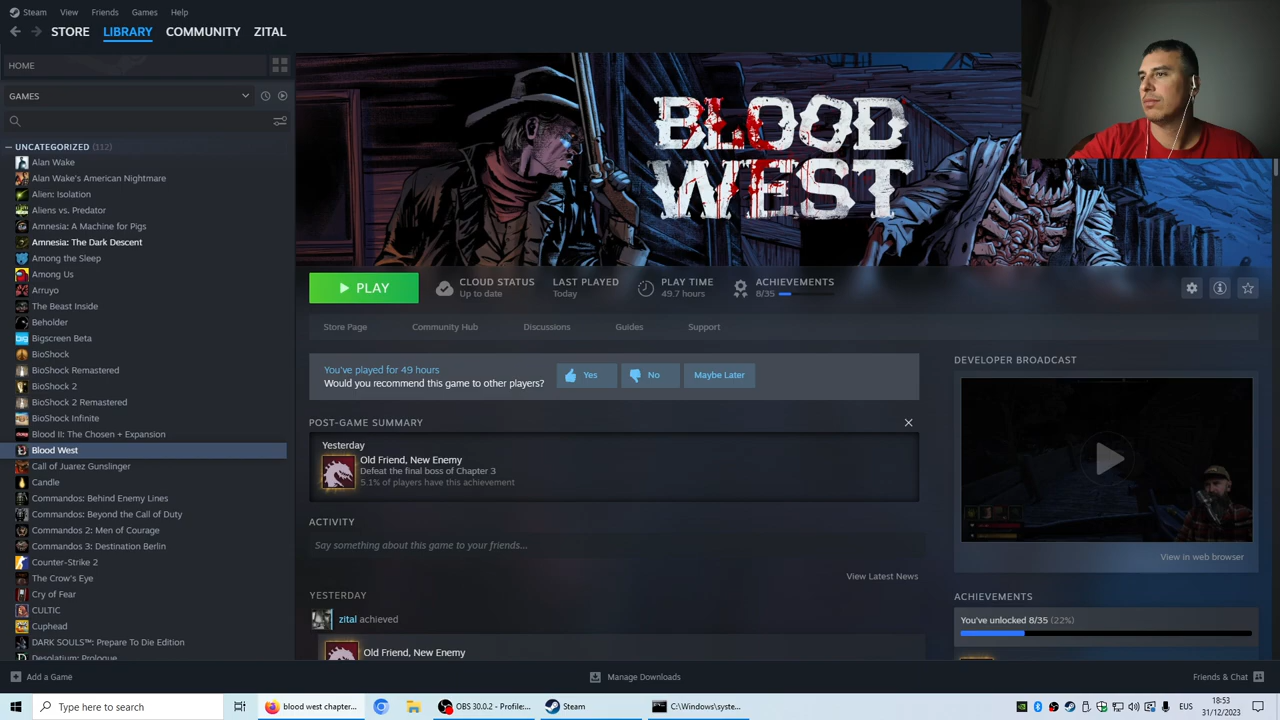 Steam View Friends Games Help
STORE LIBRARY COMMUNITY ZITAL
HOME
GAMES
BLOOD
WEST
UNCATEGORIZED (112)
Alan Wake
Alan Wake's American Nightmare
Alien: Isolation
Aliens vs. Predator
Amnesia: A Machine for Pigs
Amnesia: The Dark Descent
Among the Sleep
Among Us
Arruyo
The Beast Inside
Beholder
Bigscreen Beta
BioShock
BioShock Remastered
BioShock 2
BioShock 2 Remastered
BioShock Infinite
Blood II: The Chosen + Expansion
Blood West
Call of Juarez Gunslinger
Candle
Commandos: Behind Enemy Lines
Commandos: Beyond the Call of Duty
Commandos 2: Men of Courage
Commandos 3: Destination Berlin
Counter-Strike 2
The Crow's Eye
Cry of Fear
CULTIC
Cuphead
DARK SOULS™: Prepare To Die Edition
Desolatium: Prologue
PLAY
CLOUD STATUS
Up to date
LAST PLAYED
Today
PLAY TIME
49.7 hours
ACHIEVEMENTS
8/35
Store Page Community Hub Discussions Guides Support
You've played for 49 hours
Would you recommend this game to other players?
Yes No Maybe Later
POST-GAME SUMMARY
Yesterday
Old Friend, New Enemy
Defeat the final boss of Chapter 3
5.1% of players have this achievement
ACTIVITY
Say something about this game to your friends...
View Latest News
YESTERDAY
zital achieved
Old Friend, New Enemy
DEVELOPER BROADCAST
View in web browser
ACHIEVEMENTS
You've unlocked 8/35 (22%)
Add a Game
Manage Downloads
Friends & Chat
Type here to search
blood west chapter...
OBS 30.0.2 - Profile:...
Steam
C:\Windows\syste...
EUS
18:53
31/12/2023